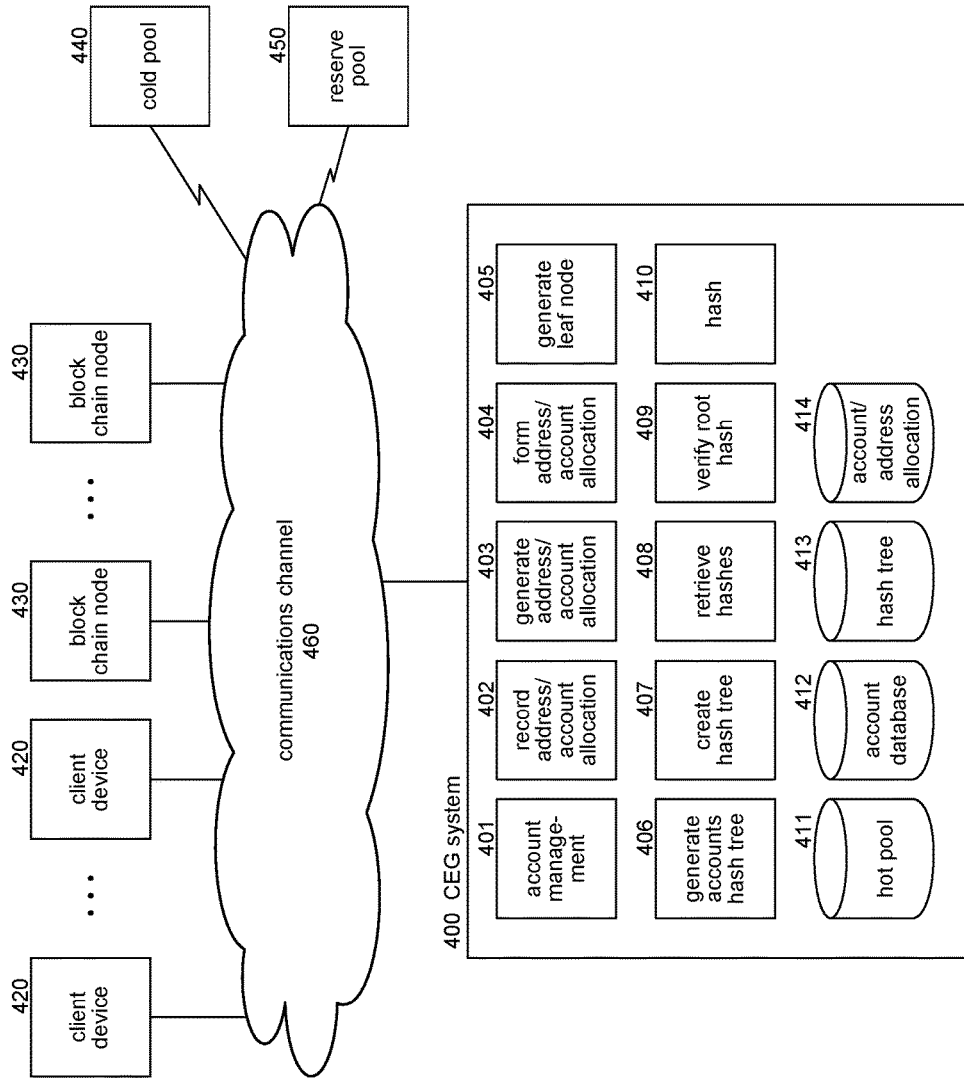 420
client
device
420
client
device
430
block
chain node
430
block
chain node
440
cold pool
450
reserve
pool
communications channel
460
400 CEG system
401
account
manage-
ment
402
record
address/
account
allocation
403
generate
address/
account
allocation
404
form
address/
account
allocation
405
generate
leaf node
406
generate
accounts
hash tree
407
create
hash tree
408
retrieve
hashes
409
verify root
hash
410
hash
411
hot pool
412
account
database
413
hash tree
414
account/
address
allocation